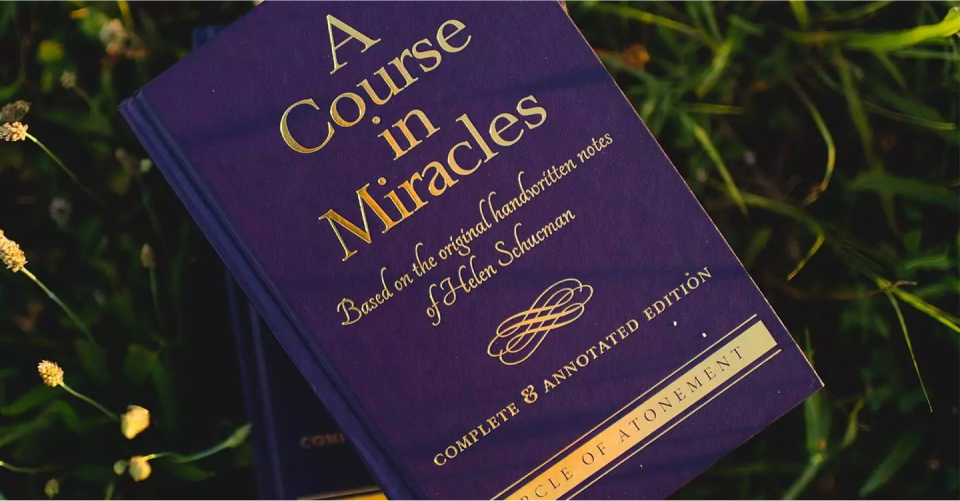 A
Course
in
Miracles
Based on the original handwritten notes
of Helen Schucman
COMPLETE & ANNOTATED EDITION
OF ATONEMENT